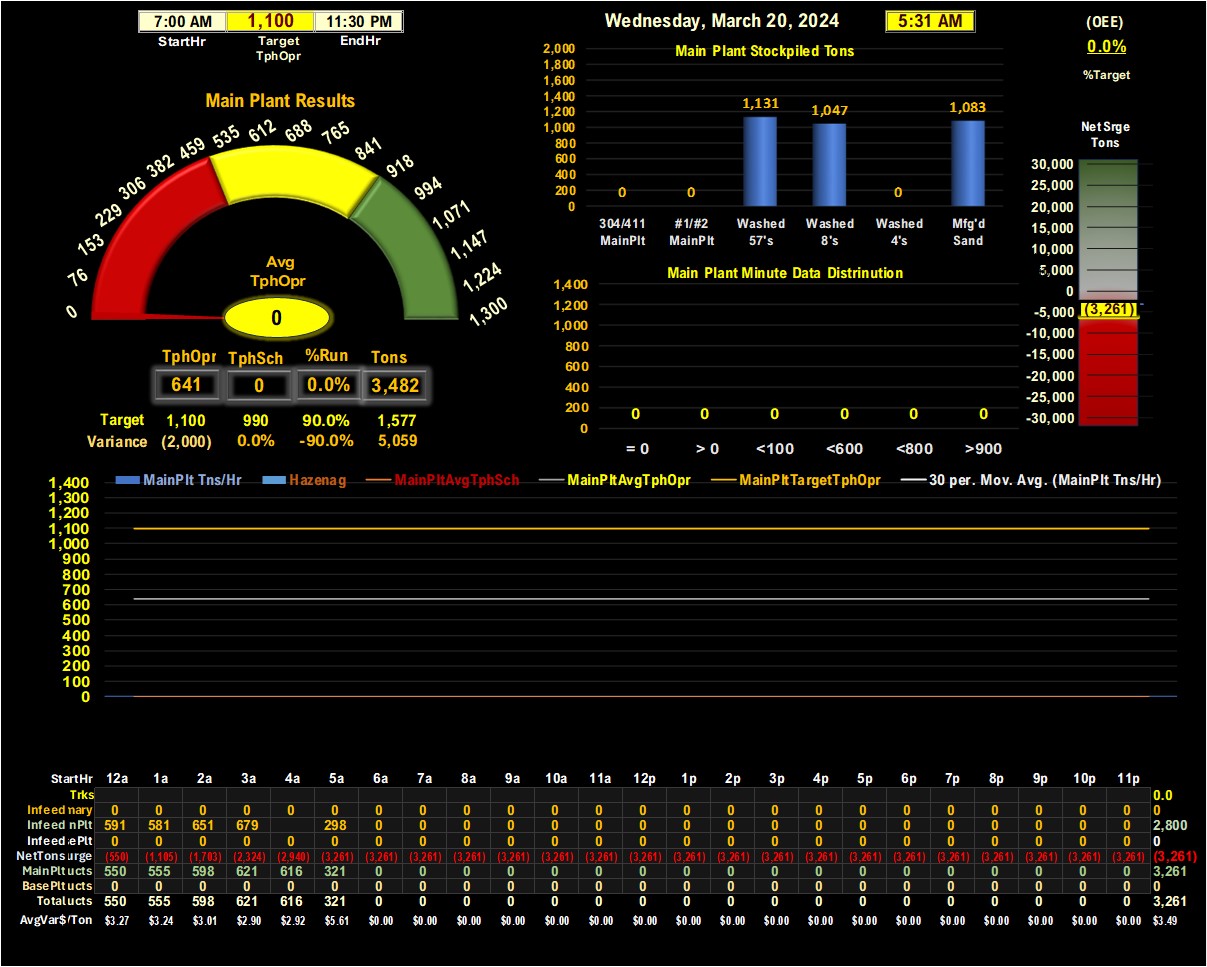 7:00 AM 1,100 11:30 PM
StartHr Target EndHr
TphOpr
Wednesday, March 20, 2024 5:31 AM
(OEE)
0.0%
%Target
Main Plant Results
0 76 153 229 306 382 459 535 612 688 765 841 918 994 1,071 1,147 1,224 1,300
Avg
TphOpr
0
TphOpr TphSch %Run Tons
641 0 0.0% 3,482
Target 1,100 990 90.0% 1,577
Variance (2,000) 0.0% -90.0% 5,059
Main Plant Stockpiled Tons
2,000
1,800
1,600
1,400
1,200
1,000
800
600
400
200
0
0 0 1,131 1,047 0 1,083
304/411 #1/#2 Washed Washed Washed Mfg'd
MainPlt MainPlt 57's 8's 4's Sand
Main Plant Minute Data Distrinution
1,400
1,200
1,000
800
600
400
200
0
0 0 0 0 0 0
= 0 > 0 <100 <600 <800 >900
Net Srge
Tons
30,000
25,000
20,000
15,000
10,000
5,000
0
-5,000
-10,000
-15,000
-20,000
-25,000
-30,000
(3,261)
MainPlt Tns/Hr Hazenag MainPltAvgTphSch MainPltAvgTphOpr MainPltTargetTphOpr 30 per. Mov. Avg. (MainPlt Tns/Hr)
1,400
1,300
1,200
1,100
1,000
900
800
700
600
500
400
300
200
100
0
StartHr 12a 1a 2a 3a 4a 5a 6a 7a 8a 9a 10a 11a 12p 1p 2p 3p 4p 5p 6p 7p 8p 9p 10p 11p
Trks 0.0
Infeed nary 0 0 0 0 0 0 0 0 0 0 0 0 0 0 0 0 0 0 0 0 0 0 0 0 0
Infeed nPlt 591 581 651 679 298 0 0 0 0 0 0 0 0 0 0 0 0 0 0 0 0 0 0 2,800
Infeed ePlt 0 0 0 0 0 0 0 0 0 0 0 0 0 0 0 0 0 0 0 0 0 0 0 0
NetTons urge (550) (1,105) (1,703) (2,324) (2,940) (3,261) (3,261) (3,261) (3,261) (3,261) (3,261) (3,261) (3,261) (3,261) (3,261) (3,261) (3,261) (3,261) (3,261) (3,261) (3,261) (3,261) (3,261) (3,261) (3,261)
MainPlt ucts 550 555 598 621 616 321 0 0 0 0 0 0 0 0 0 0 0 0 0 0 0 0 0 0 3,261
BasePlt ucts 0 0 0 0 0 0 0 0 0 0 0 0 0 0 0 0 0 0 0 0 0 0 0 0 0
Total ucts 550 555 598 621 616 321 0 0 0 0 0 0 0 0 0 0 0 0 0 0 0 0 0 0 3,261
AvgVar$/Ton $3.27 $3.24 $3.01 $2.90 $2.92 $5.61 $0.00 $0.00 $0.00 $0.00 $0.00 $0.00 $0.00 $0.00 $0.00 $0.00 $0.00 $0.00 $0.00 $0.00 $0.00 $0.00 $0.00 $0.00 $3.49